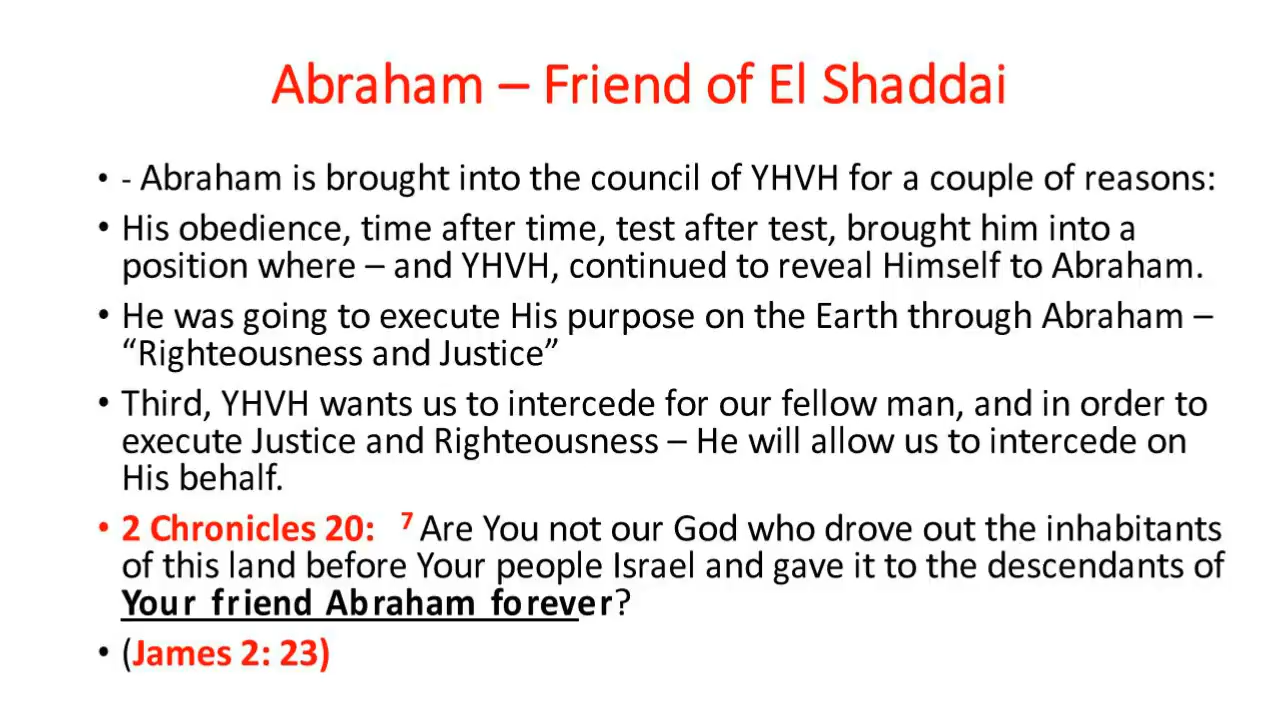 Abraham – Friend of El Shaddai
• - Abraham is brought into the council of YHVH for a couple of reasons:
• His obedience, time after time, test after test, brought him into a
position where – and YHVH, continued to reveal Himself to Abraham.
• He was going to execute His purpose on the Earth through Abraham –
“Righteousness and Justice”
• Third, YHVH wants us to intercede for our fellow man, and in order to
execute Justice and Righteousness – He will allow us to intercede on
His behalf.
• 2 Chronicles 20: 7 Are You not our God who drove out the inhabitants
of this land before Your people Israel and gave it to the descendants of
Your friend Abraham forever?
• (James 2: 23)